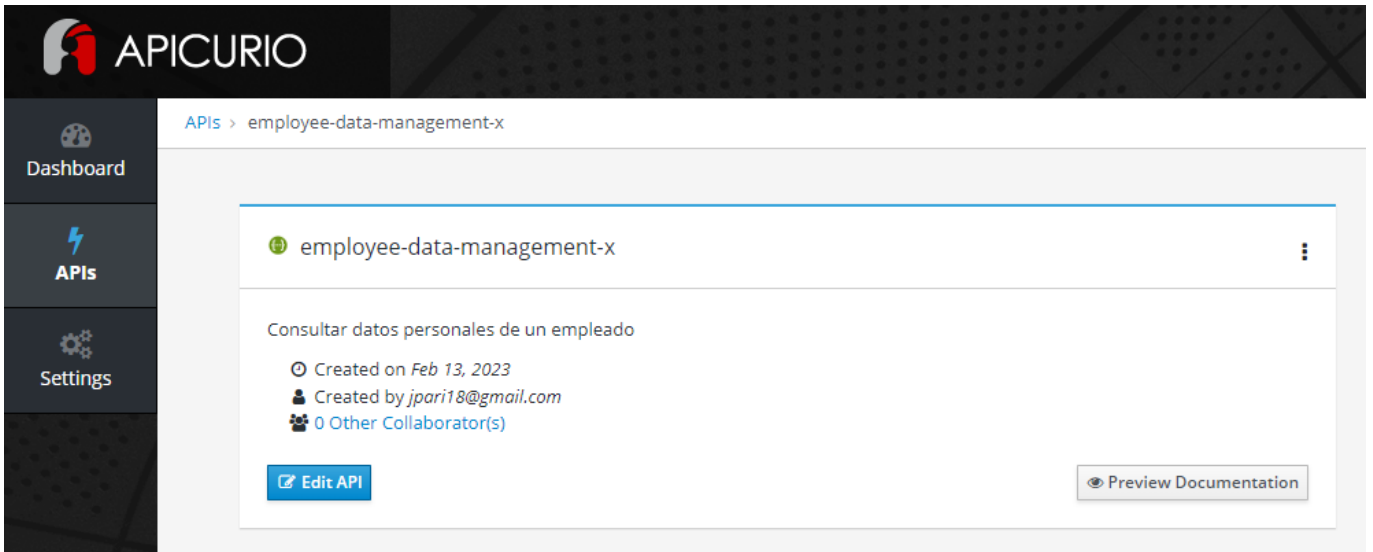 APICURIO
Dashboard
APIs
Settings
APIs > employee-data-management-x
employee-data-management-x
Consultar datos personales de un empleado
Created on Feb 13, 2023
Created by jpari18@gmail.com
0 Other Collaborator(s)
Edit API
Preview Documentation